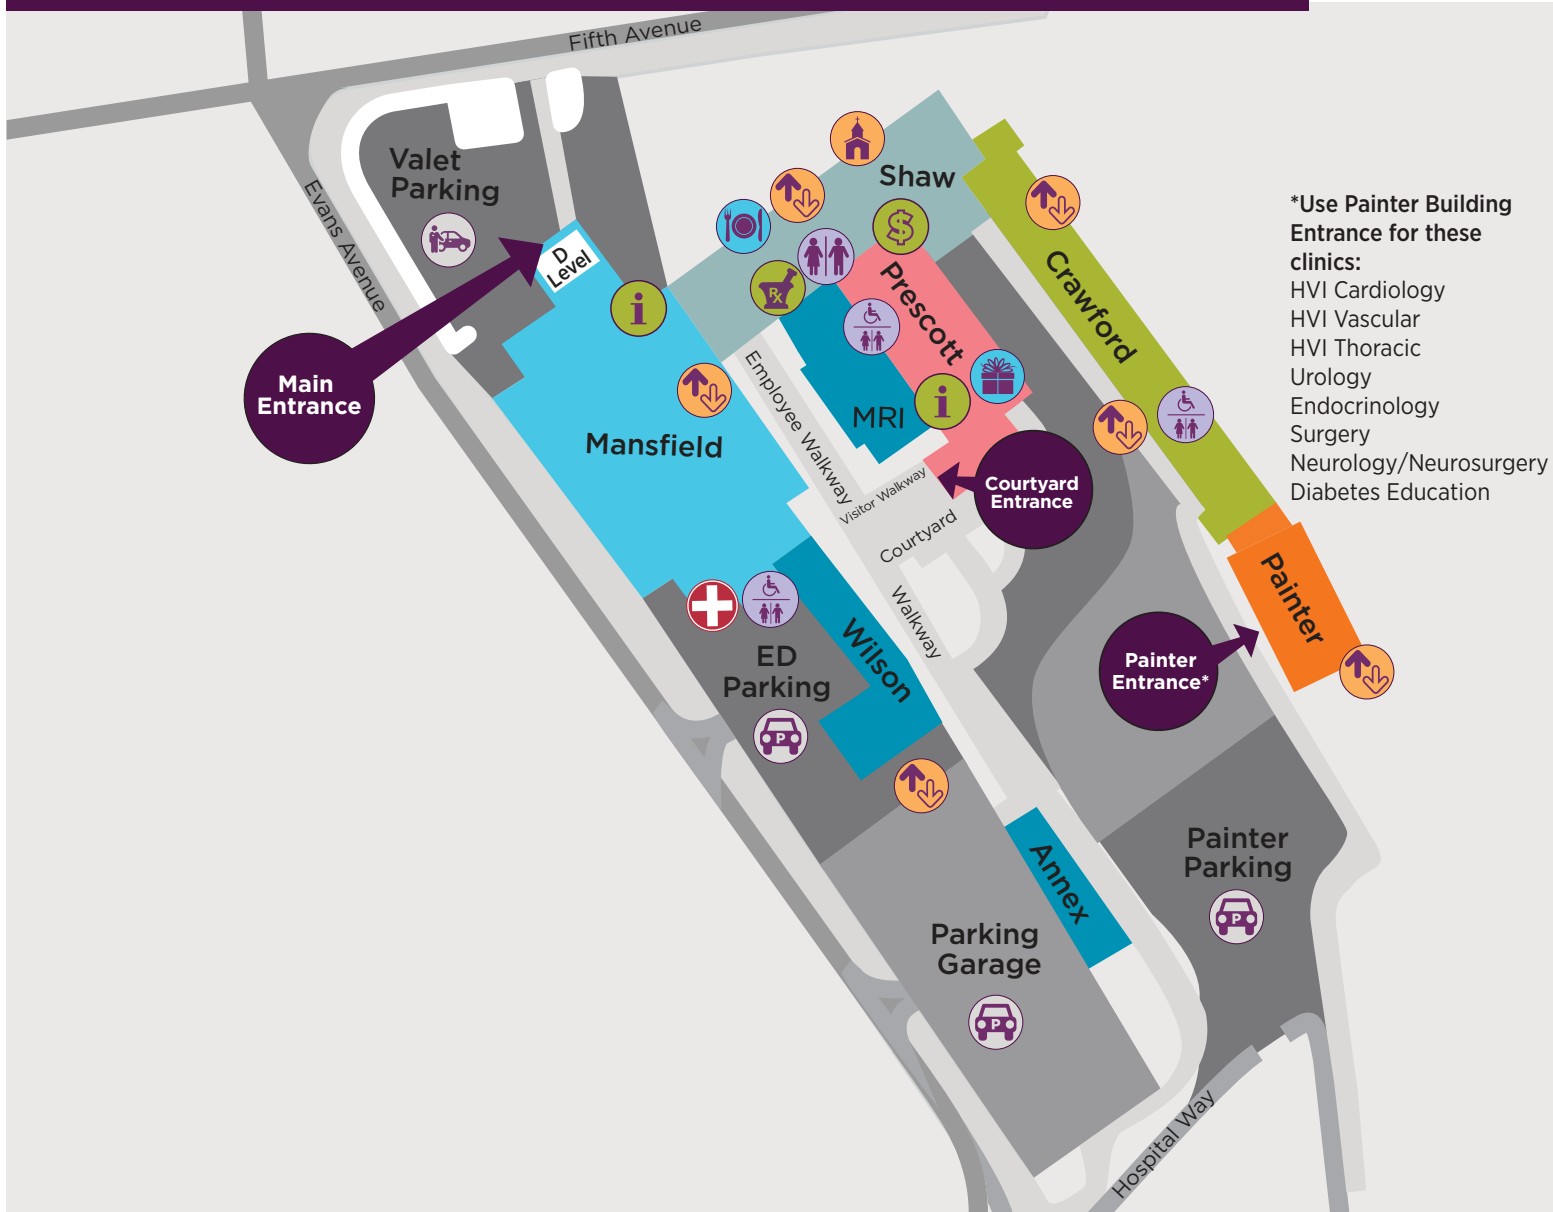 Fifth Avenue
Evans Avenue
Valet
Parking
D
Level
Main
Entrance
i
Mansfield
Shaw
$
RX
Prescott
Crawford
*Use Painter Building
Entrance for these
clinics:
HVI Cardiology
HVI Vascular
HVI Thoracic
Urology
Endocrinology
Surgery
Neurology/Neurosurgery
Diabetes Education
Employee Walkway
MRI
i
Visitor Walkway
Courtyard
Entrance
Courtyard
Walkway
Painter
Painter
Entrance*
ED
Parking
P
Wilson
Annex
Painter
Parking
P
Parking
Garage
P
Hospital Way